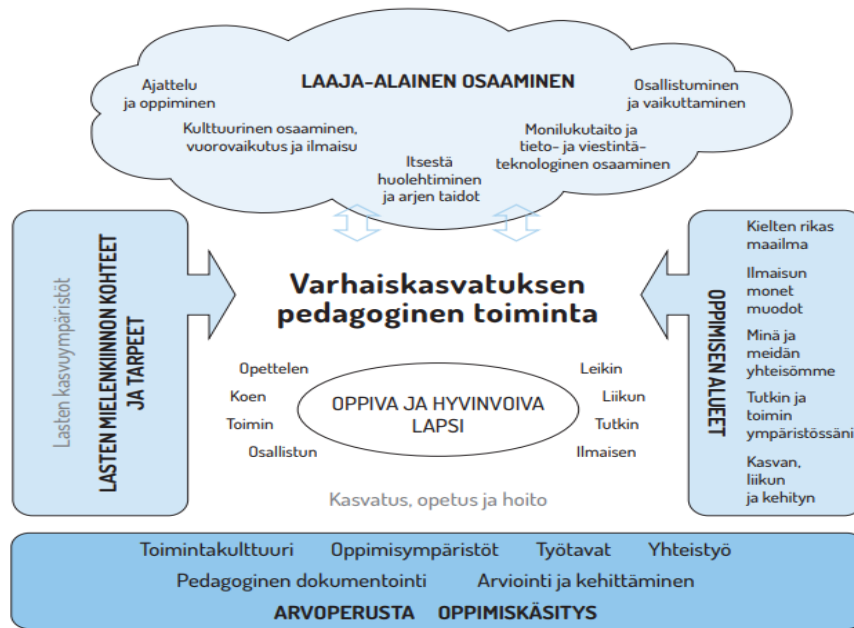 LAAJA-ALAINEN OSAAMINEN
Ajattelu
ja oppiminen
Kulttuurinen osaaminen,
vuorovaikutus ja ilmaisu
Itsestä
huolehtiminen
ja arjen taidot
Monilukutaito ja
tieto- ja viestintä-
teknologinen osaaminen
Osallistuminen
ja vaikuttaminen
Lasten kasvuympäristöt
LASTEN MIELENKIINNON KOHTEET
JA TARPEET
Varhaiskasvatuksen
pedagoginen toiminta
Opettelen
Koen
Toimin
Osallistun
OPPIVA JA HYVINVOIVA
LAPSI
Leikin
Liikun
Tutkin
Ilmaisen
Kasvatus, opetus ja hoito
OPPIMISEN ALUEET
Kielten rikas
maailma
Ilmaisun
monet
muodot
Minä ja
meidän
yhteisömme
Tutkin ja
toimin
ympäristössäni
Kasvan,
liikun
ja kehityn
Toimintakulttuuri Oppimisympäristöt Työtavat Yhteistyö
Pedagoginen dokumentointi Arviointi ja kehittäminen
ARVOPERUSTA OPPIMISKÄSITYS